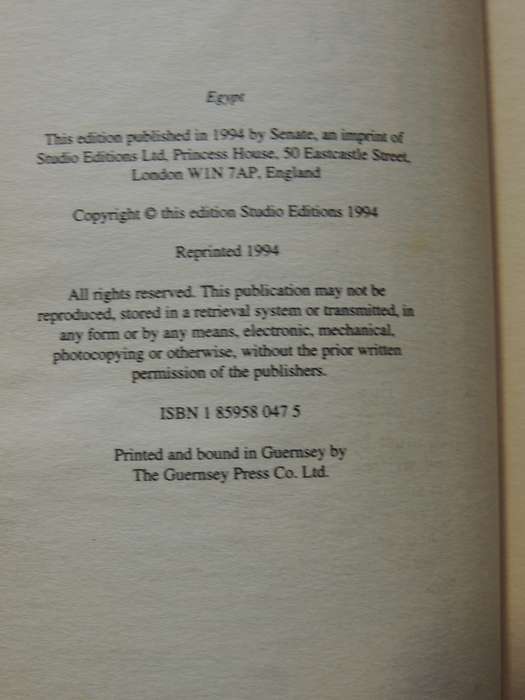 Egypt
This edition published in 1994 by Senate, an imprint of
Studio Editions Ltd, Princess House, 50 Eastcastle Street,
London W1N 7AP, England
Copyright © this edition Studio Editions 1994
Reprinted 1994
All rights reserved. This publication may not be
reproduced, stored in a retrieval system or transmitted, in
any form or by any means, electronic, mechanical,
photocopying or otherwise, without the prior written
permission of the publishers.
ISBN 1 85958 047 5
Printed and bound in Guernsey by
The Guernsey Press Co. Ltd.